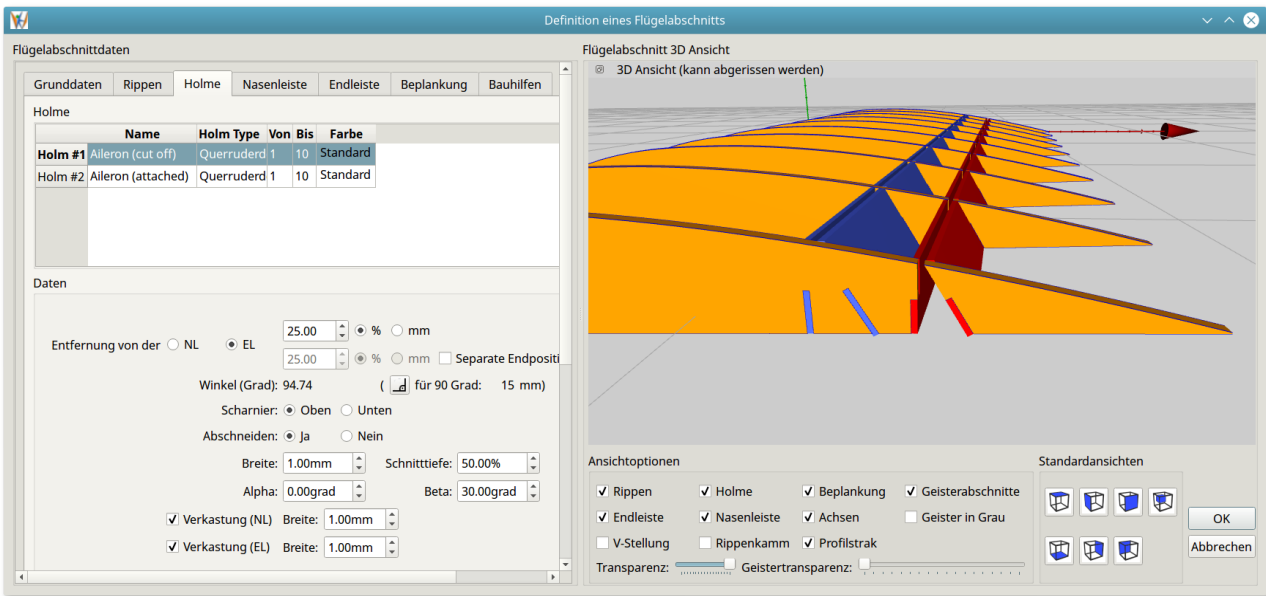 Definition eines Flügelabschnitts
Flügelabschnittdaten
Grunddaten Rippen Holme Nasenleiste Endleiste Beplankung Bauhilfen
Holme
Name Holm Type Von Bis Farbe
Holm #1 Aileron (cut off) Querruderd 1 10 Standard
Holm #2 Aileron (attached) Querruderd 1 10 Standard
Daten
Entfernung von der NL EL
25.00 % mm
25.00 % mm Separate Endpositi
Winkel (Grad): 94.74 ( für 90 Grad: 15 mm)
Scharnier: Oben Unten
Abschneiden: Ja Nein
Breite: 1.00mm Schnitttiefe: 50.00%
Alpha: 0.00grad Beta: 30.00grad
Verkastung (NL) Breite: 1.00mm
Verkastung (EL) Breite: 1.00mm
Flügelabschnitt 3D Ansicht
3D Ansicht (kann abgerissen werden)
Ansichtoptionen
Rippen Holme Beplankung Geisterabschnitte
Endleiste Nasenleiste Achsen Geister in Grau
V-Stellung Rippenkamm Profilstrak
Transparenz: Geistertransparenz:
Standardansichten
OK
Abbrechen